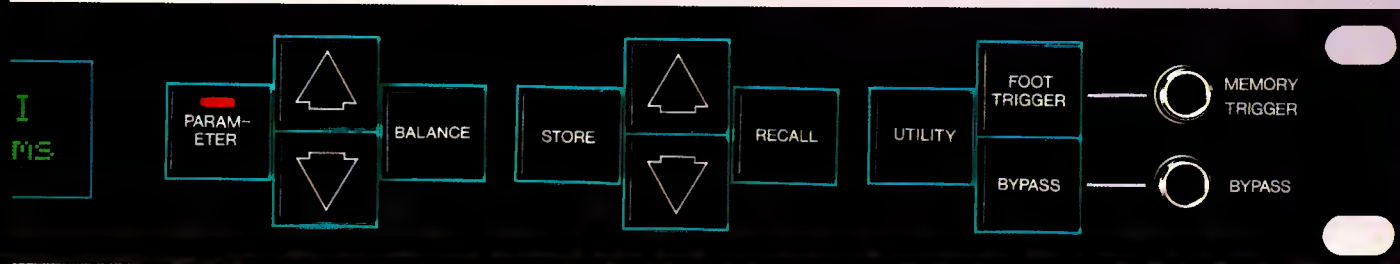 I
MS
PARAM-
ETER
BALANCE
STORE
RECALL
UTILITY
FOOT
TRIGGER
BYPASS
MEMORY
TRIGGER
BYPASS